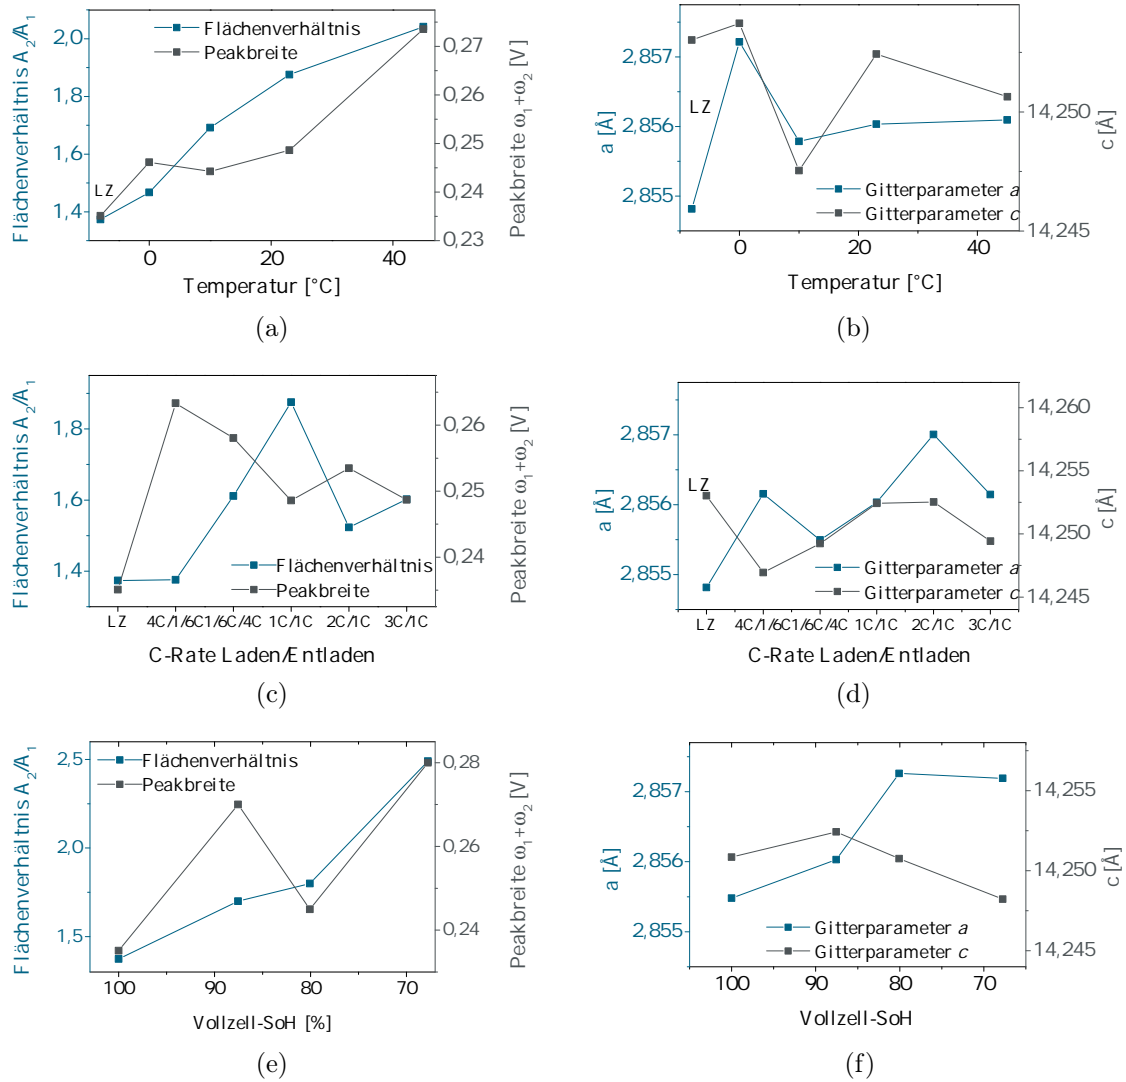 Flächenverhältnis A₂/A₁
2,0
1,8
1,6
1,4
Flächenverhältnis
Peakbreite
LZ
0,27
0,26
0,25
0,24
0,23
Peakbreite ω₁+ω₂ [V]
0 20 40
Temperatur [°C]
(a)
a [Å]
2,857
2,856
2,855
LZ
Gitterparameter a
Gitterparameter c
14,250
14,245
c [Å]
0 20 40
Temperatur [°C]
(b)
Flächenverhältnis A₂/A₁
1,8
1,6
1,4
Flächenverhältnis
Peakbreite
0,26
0,25
0,24
Peakbreite ω₁+ω₂ [V]
LZ 4C/1/6C 1/6C/4C 1C/1C 2C/1C 3C/1C
C-Rate Laden/Entladen
(c)
a [Å]
2,857
2,856
2,855
LZ
Gitterparameter a
Gitterparameter c
14,260
14,255
14,250
14,245
c [Å]
LZ 4C/1/6C 1/6C/4C 1C/1C 2C/1C 3C/1C
C-Rate Laden/Entladen
(d)
Flächenverhältnis A₂/A₁
2,5
2,0
1,5
Flächenverhältnis
Peakbreite
0,28
0,26
0,24
Peakbreite ω₁+ω₂ [V]
100 90 80 70
Vollzell-SoH [%]
(e)
a [Å]
2,857
2,856
2,855
Gitterparameter a
Gitterparameter c
14,255
14,250
14,245
c [Å]
100 90 80 70
Vollzell-SoH
(f)